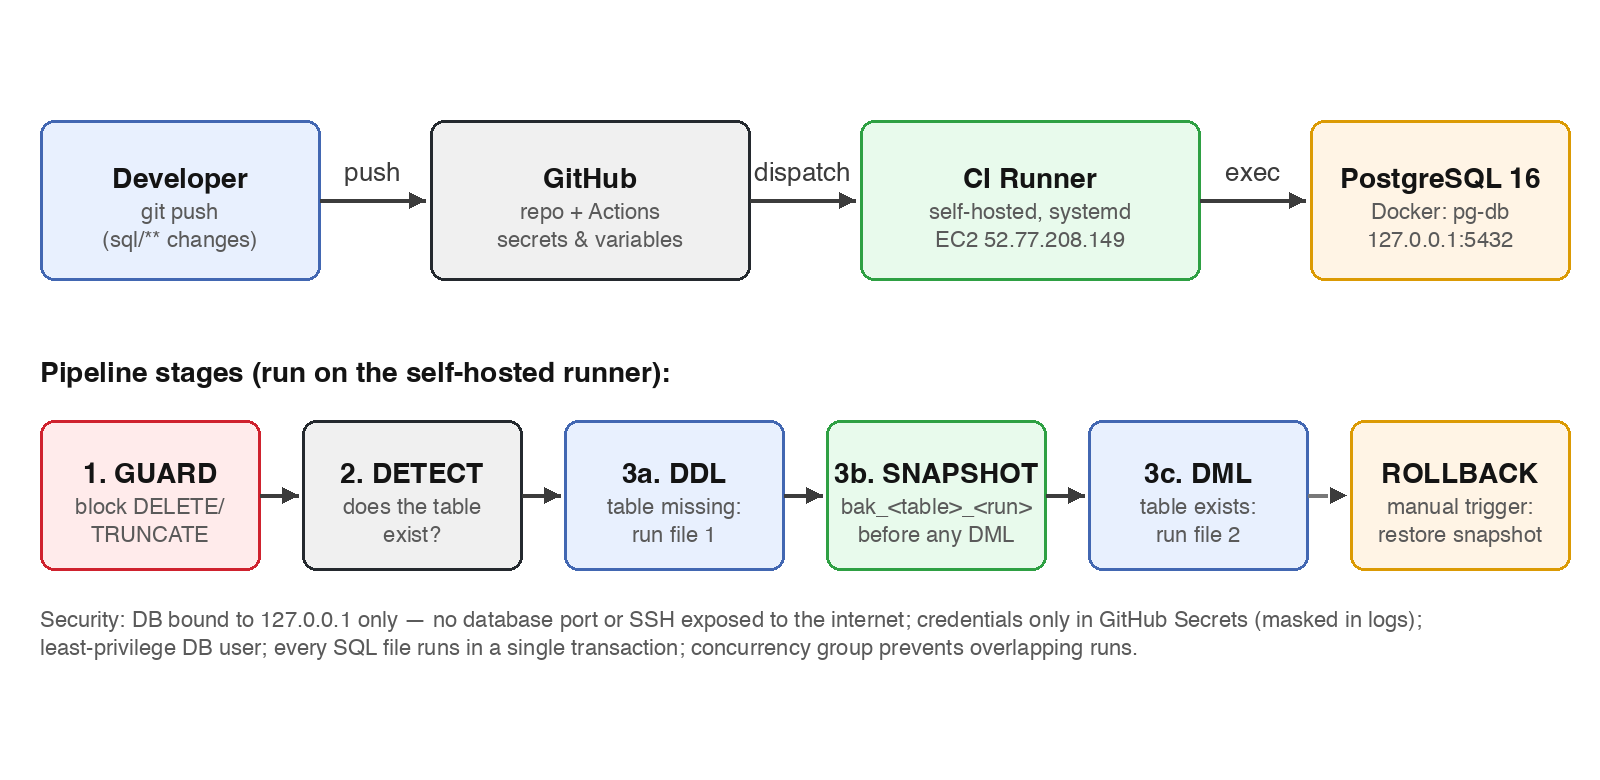 Developer
git push
(sql/** changes)
push
GitHub
repo + Actions
secrets & variables
dispatch
CI Runner
self-hosted, systemd
EC2 52.77.208.149
exec
PostgreSQL 16
Docker: pg-db
127.0.0.1:5432
Pipeline stages (run on the self-hosted runner):
1. GUARD
block DELETE/
TRUNCATE
2. DETECT
does the table
exist?
3a. DDL
table missing:
run file 1
3b. SNAPSHOT
bak_<table>_<run>
before any DML
3c. DML
table exists:
run file 2
ROLLBACK
manual trigger:
restore snapshot
Security: DB bound to 127.0.0.1 only — no database port or SSH exposed to the internet; credentials only in GitHub Secrets (masked in logs);
least-privilege DB user; every SQL file runs in a single transaction; concurrency group prevents overlapping runs.